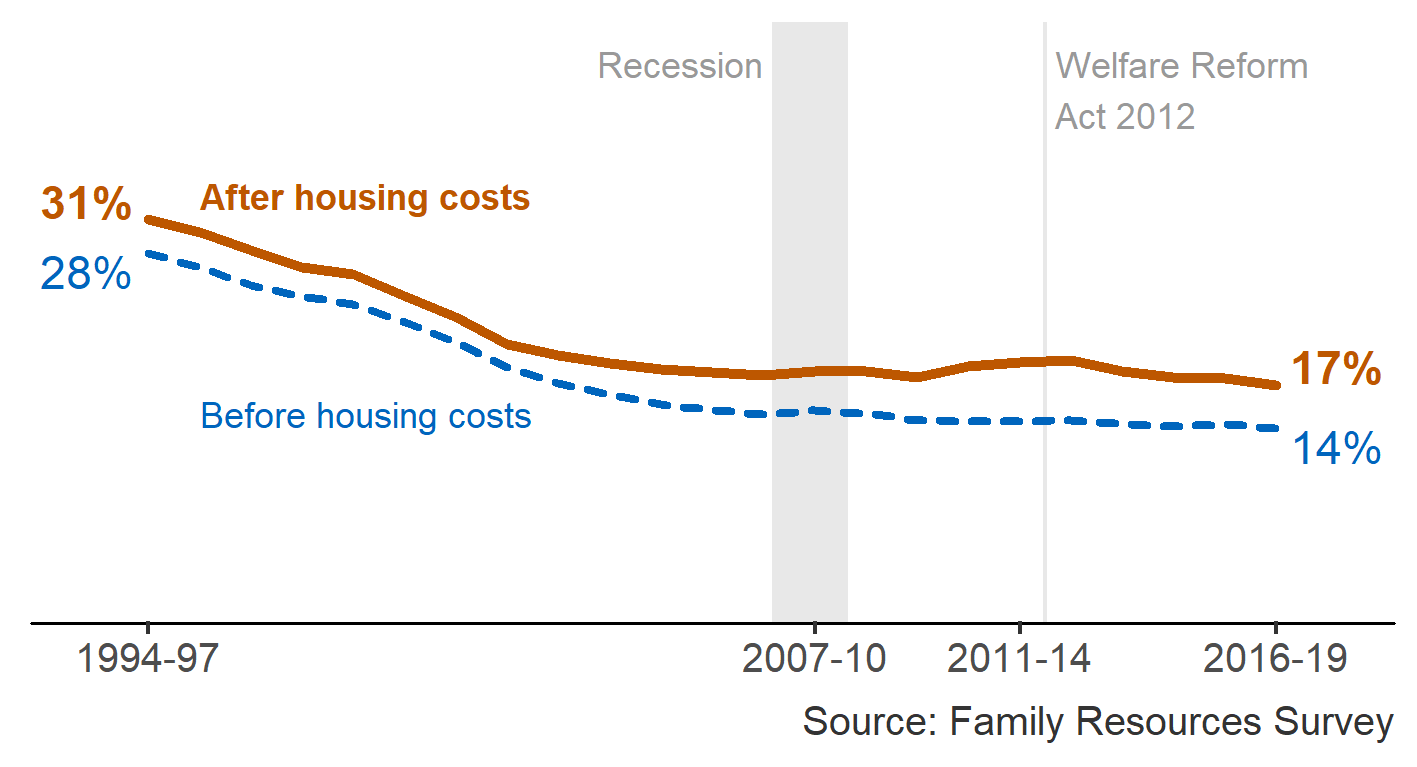 Recession
Welfare Reform
Act 2012
31%
After housing costs
28%
17%
Before housing costs
14%
1994-97
2007-10
2011-14
2016-19
Source: Family Resources Survey